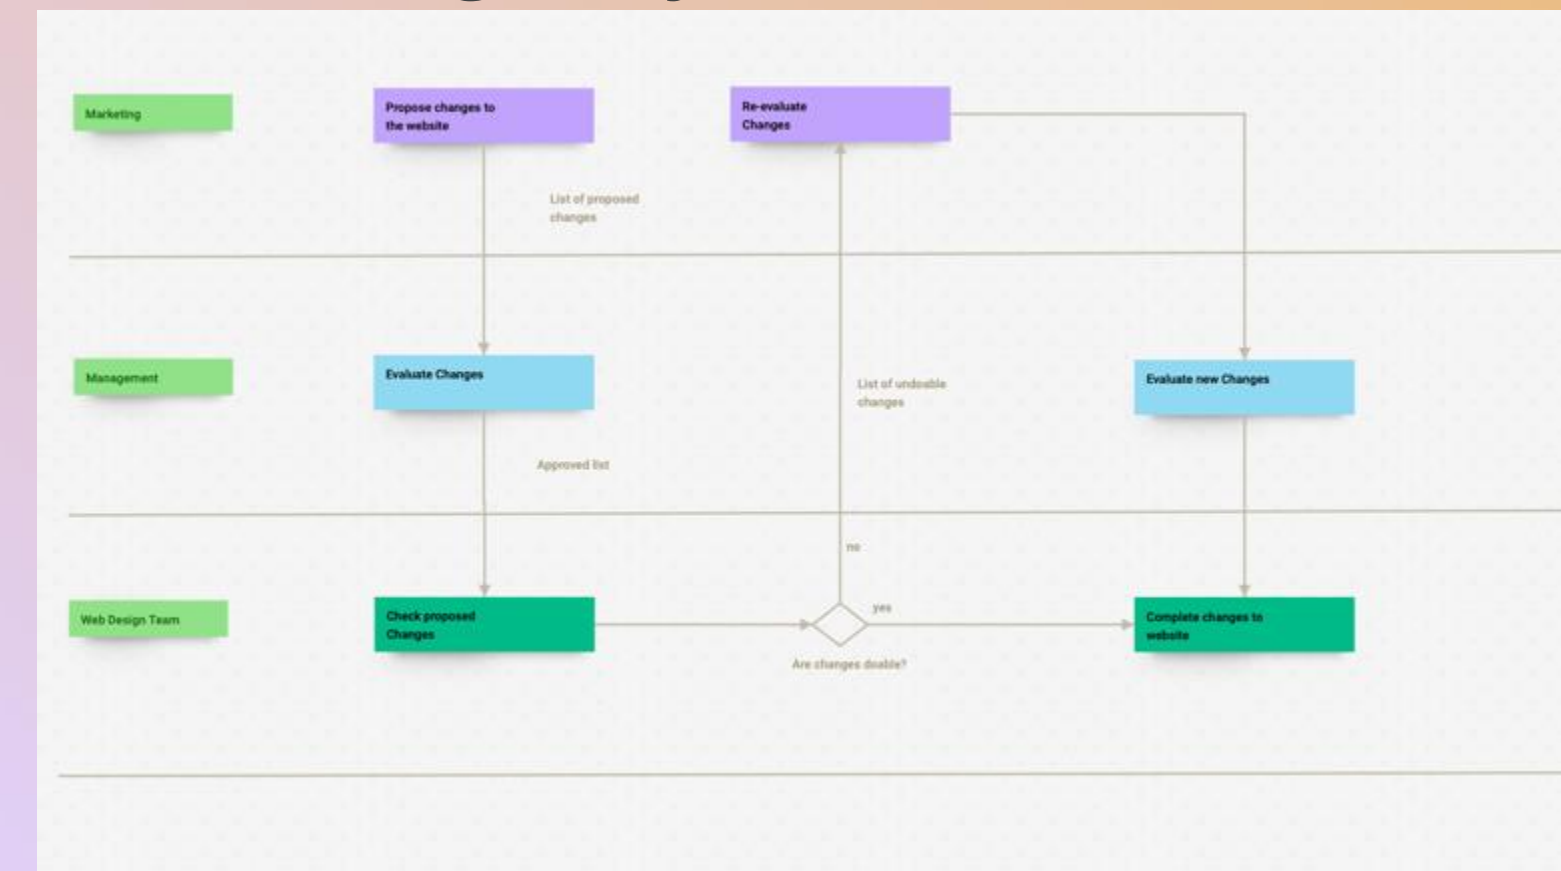 Marketing
Propose changes to
the website
Re-evaluate
Changes
List of proposed
changes
Management
Evaluate Changes
Evaluate new Changes
List of undoable
changes
Approved list
no
Web Design Team
Check proposed
Changes
yes
Complete changes to
website
Are changes doable?